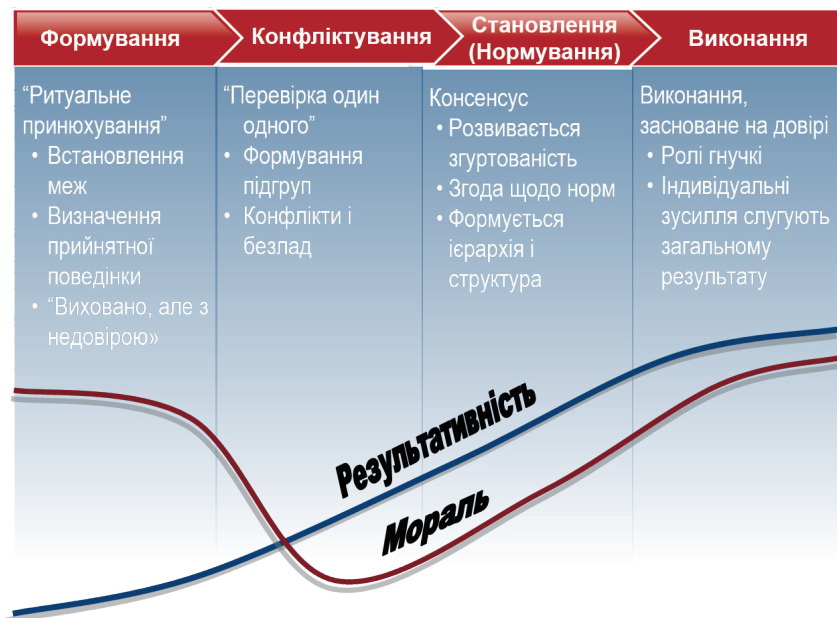 Формування
Конфліктування
Становлення
(Нормування)
Виконання
“Ритуальне
принюхування”
• Встановлення
меж
• Визначення
прийнятної
поведінки
• “Виховано, але з
недовірою»
“Перевірка один
одного”
• Формування
підгруп
• Конфлікти і
безлад
Консенсус
• Розвивається
згуртованість
• Згода щодо норм
• Формується
ієрархія і
структура
Виконання,
засноване на довірі
• Ролі гнучкі
• Індивідуальні
зусилля слугують
загальному
результату
Результативність
Мораль